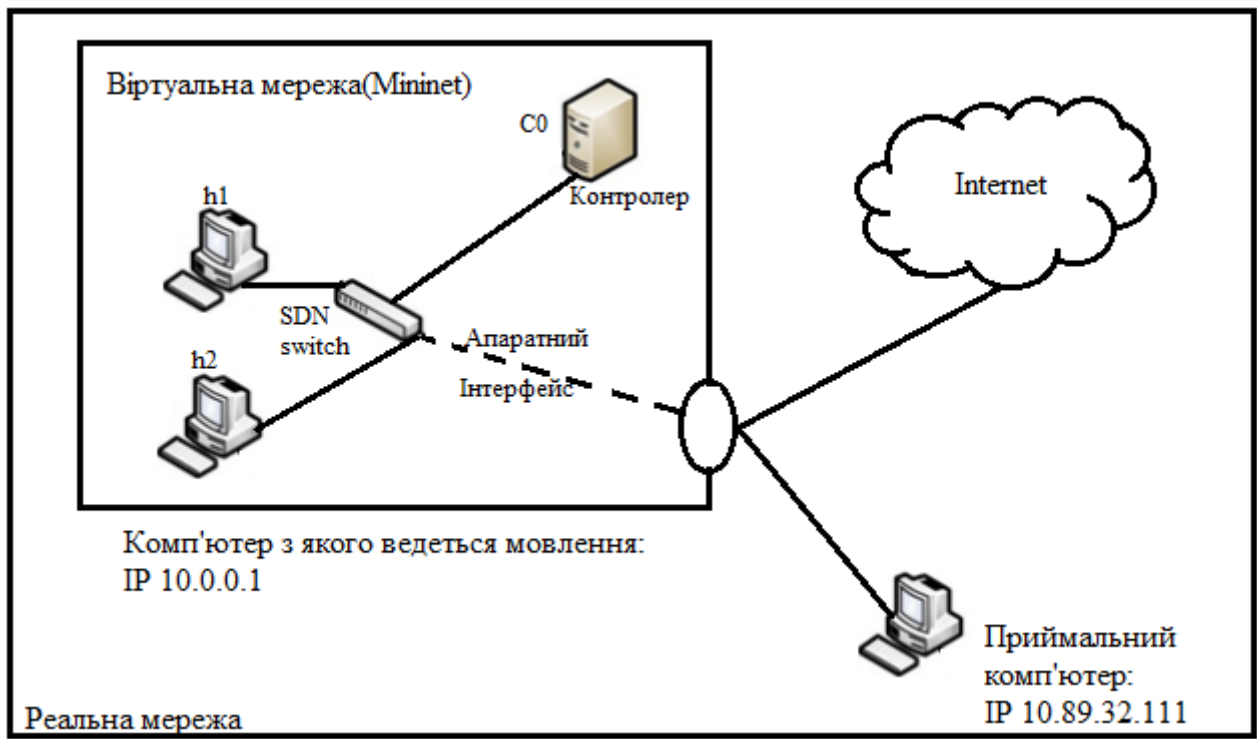 Віртуальна мережа(Mininet)
C0
Контролер
h1
SDN
switch
h2
Апаратний
Інтерфейс
Internet
Комп'ютер з якого ведеться мовлення:
IP 10.0.0.1
Приймальний
комп'ютер:
IP 10.89.32.111
Реальна мережа